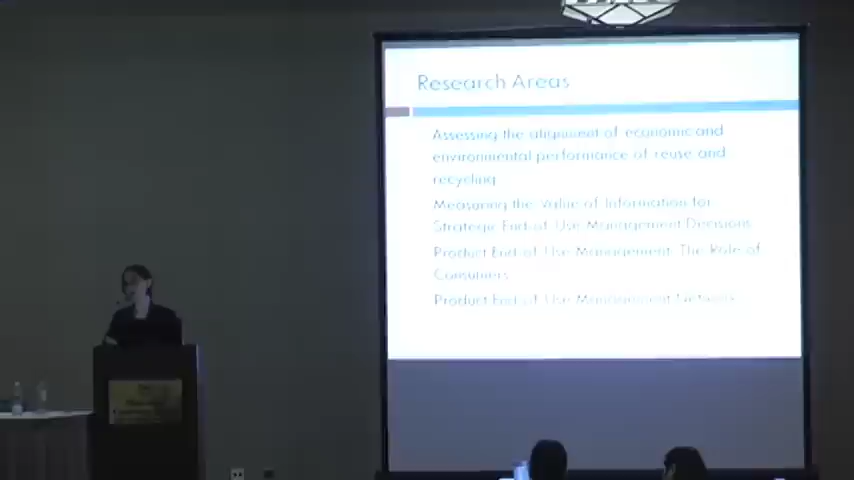 Research Areas
Assessing the alignment of economic and
environmental performance of reuse and
recycling
Measuring the Value of Information for
Strategic End-of-Use Management Decisions
Product End-of-Use Management: The Role of
Consumers
Product End-of-Use Management Network